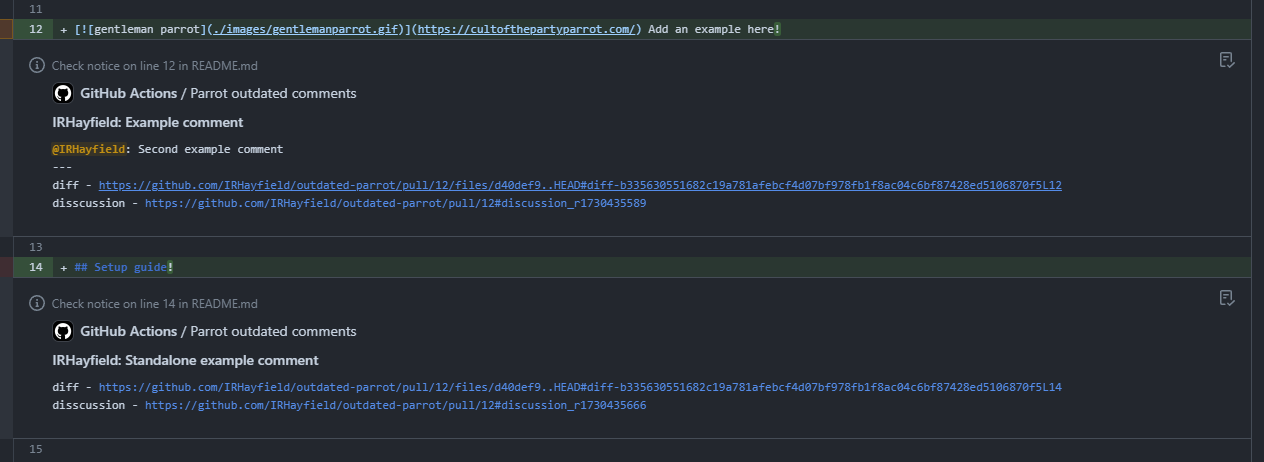 11
12 + [![gentleman parrot](./images/gentlemanparrot.gif)](https://cultofthepartyparrot.com/) Add an example here!
Check notice on line 12 in README.md
GitHub Actions / Parrot outdated comments
IRHayfield: Example comment
@IRHayfield: Second example comment
---
diff - https://github.com/IRHayfield/outdated-parrot/pull/12/files/d40def9..HEAD#diff-b335630551682c19a781afebcf4d07bf978fb1f8ac04c6bf87428ed5106870f5L12
disscussion - https://github.com/IRHayfield/outdated-parrot/pull/12#discussion_r1730435589
13
14 + ## Setup guide!
Check notice on line 14 in README.md
GitHub Actions / Parrot outdated comments
IRHayfield: Standalone example comment
diff - https://github.com/IRHayfield/outdated-parrot/pull/12/files/d40def9..HEAD#diff-b335630551682c19a781afebcf4d07bf978fb1f8ac04c6bf87428ed5106870f5L14
disscussion - https://github.com/IRHayfield/outdated-parrot/pull/12#discussion_r1730435666
15